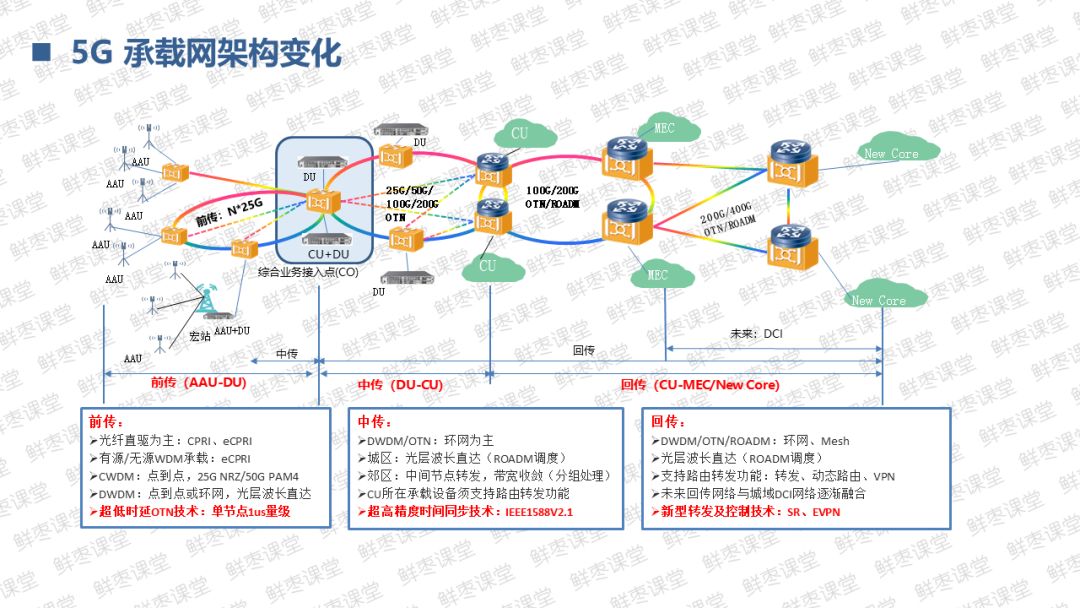 5G 承载网架构变化
AAU
AAU
AAU
AAU
AAU
AAU
前传：N*25G
宏站
AAU+DU
DU
CU+DU
综合业务接入点(CO)
DU
25G/50G/
100G/200G
OTN
DU
CU
CU
100G/200G
OTN/ROADM
MEC
MEC
200G/400G
OTN/ROADM
New Core
New Core
未来：DCI
中传
回传
前传（AAU-DU）
中传（DU-CU）
回传（CU-MEC/New Core）
前传：
➢光纤直驱为主：CPRI、eCPRI
➢有源/无源WDM承载：eCPRI
➢CWDM：点到点，25G NRZ/50G PAM4
➢DWDM：点到点或环网，光层波长直达
➢超低时延OTN技术：单节点1us量级
中传：
➢DWDM/OTN：环网为主
➢城区：光层波长直达（ROADM调度）
➢郊区：中间节点转发，带宽收敛（分组处理）
➢CU所在承载设备须支持路由转发功能
➢超高精度时间同步技术：IEEE1588V2.1
回传：
➢DWDM/OTN/ROADM：环网、Mesh
➢光层波长直达（ROADM调度）
➢支持路由转发功能：转发、动态路由、VPN
➢未来回传网络与城域DCI网络逐渐融合
➢新型转发及控制技术：SR、EVPN
鲜枣课堂